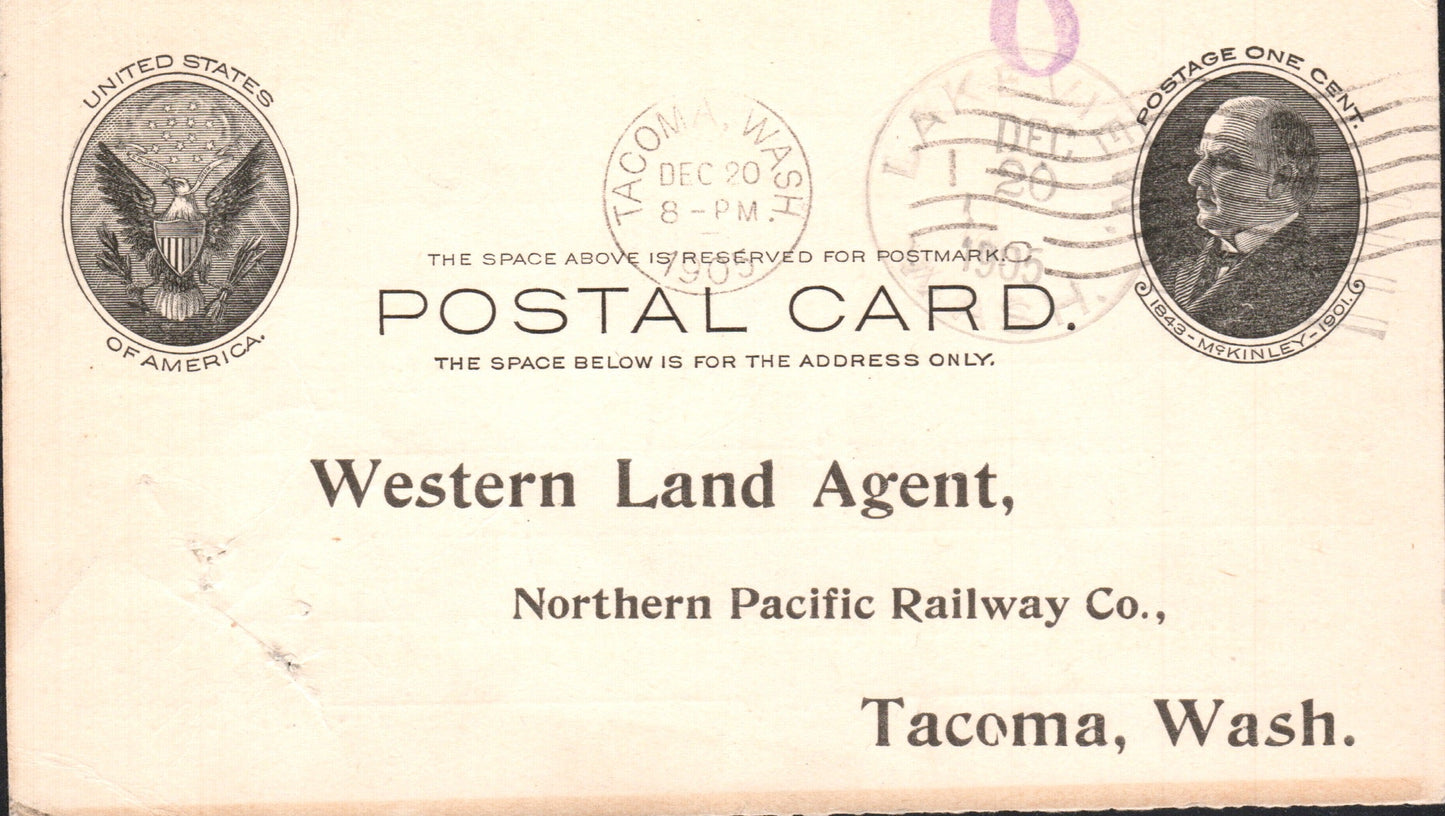 UNITED STATES
OF AMERICA.
TACOMA, WASH
DEC 20
8-PM.
1905
LAKEVIEW.
DEC
20
1905
WASH.
POSTAGE ONE CENT.
1843-McKINLEY-1901.
THE SPACE ABOVE IS RESERVED FOR POSTMARK.
POSTAL CARD.
THE SPACE BELOW IS FOR THE ADDRESS ONLY.
Western Land Agent,
Northern Pacific Railway Co.,
Tacoma, Wash.